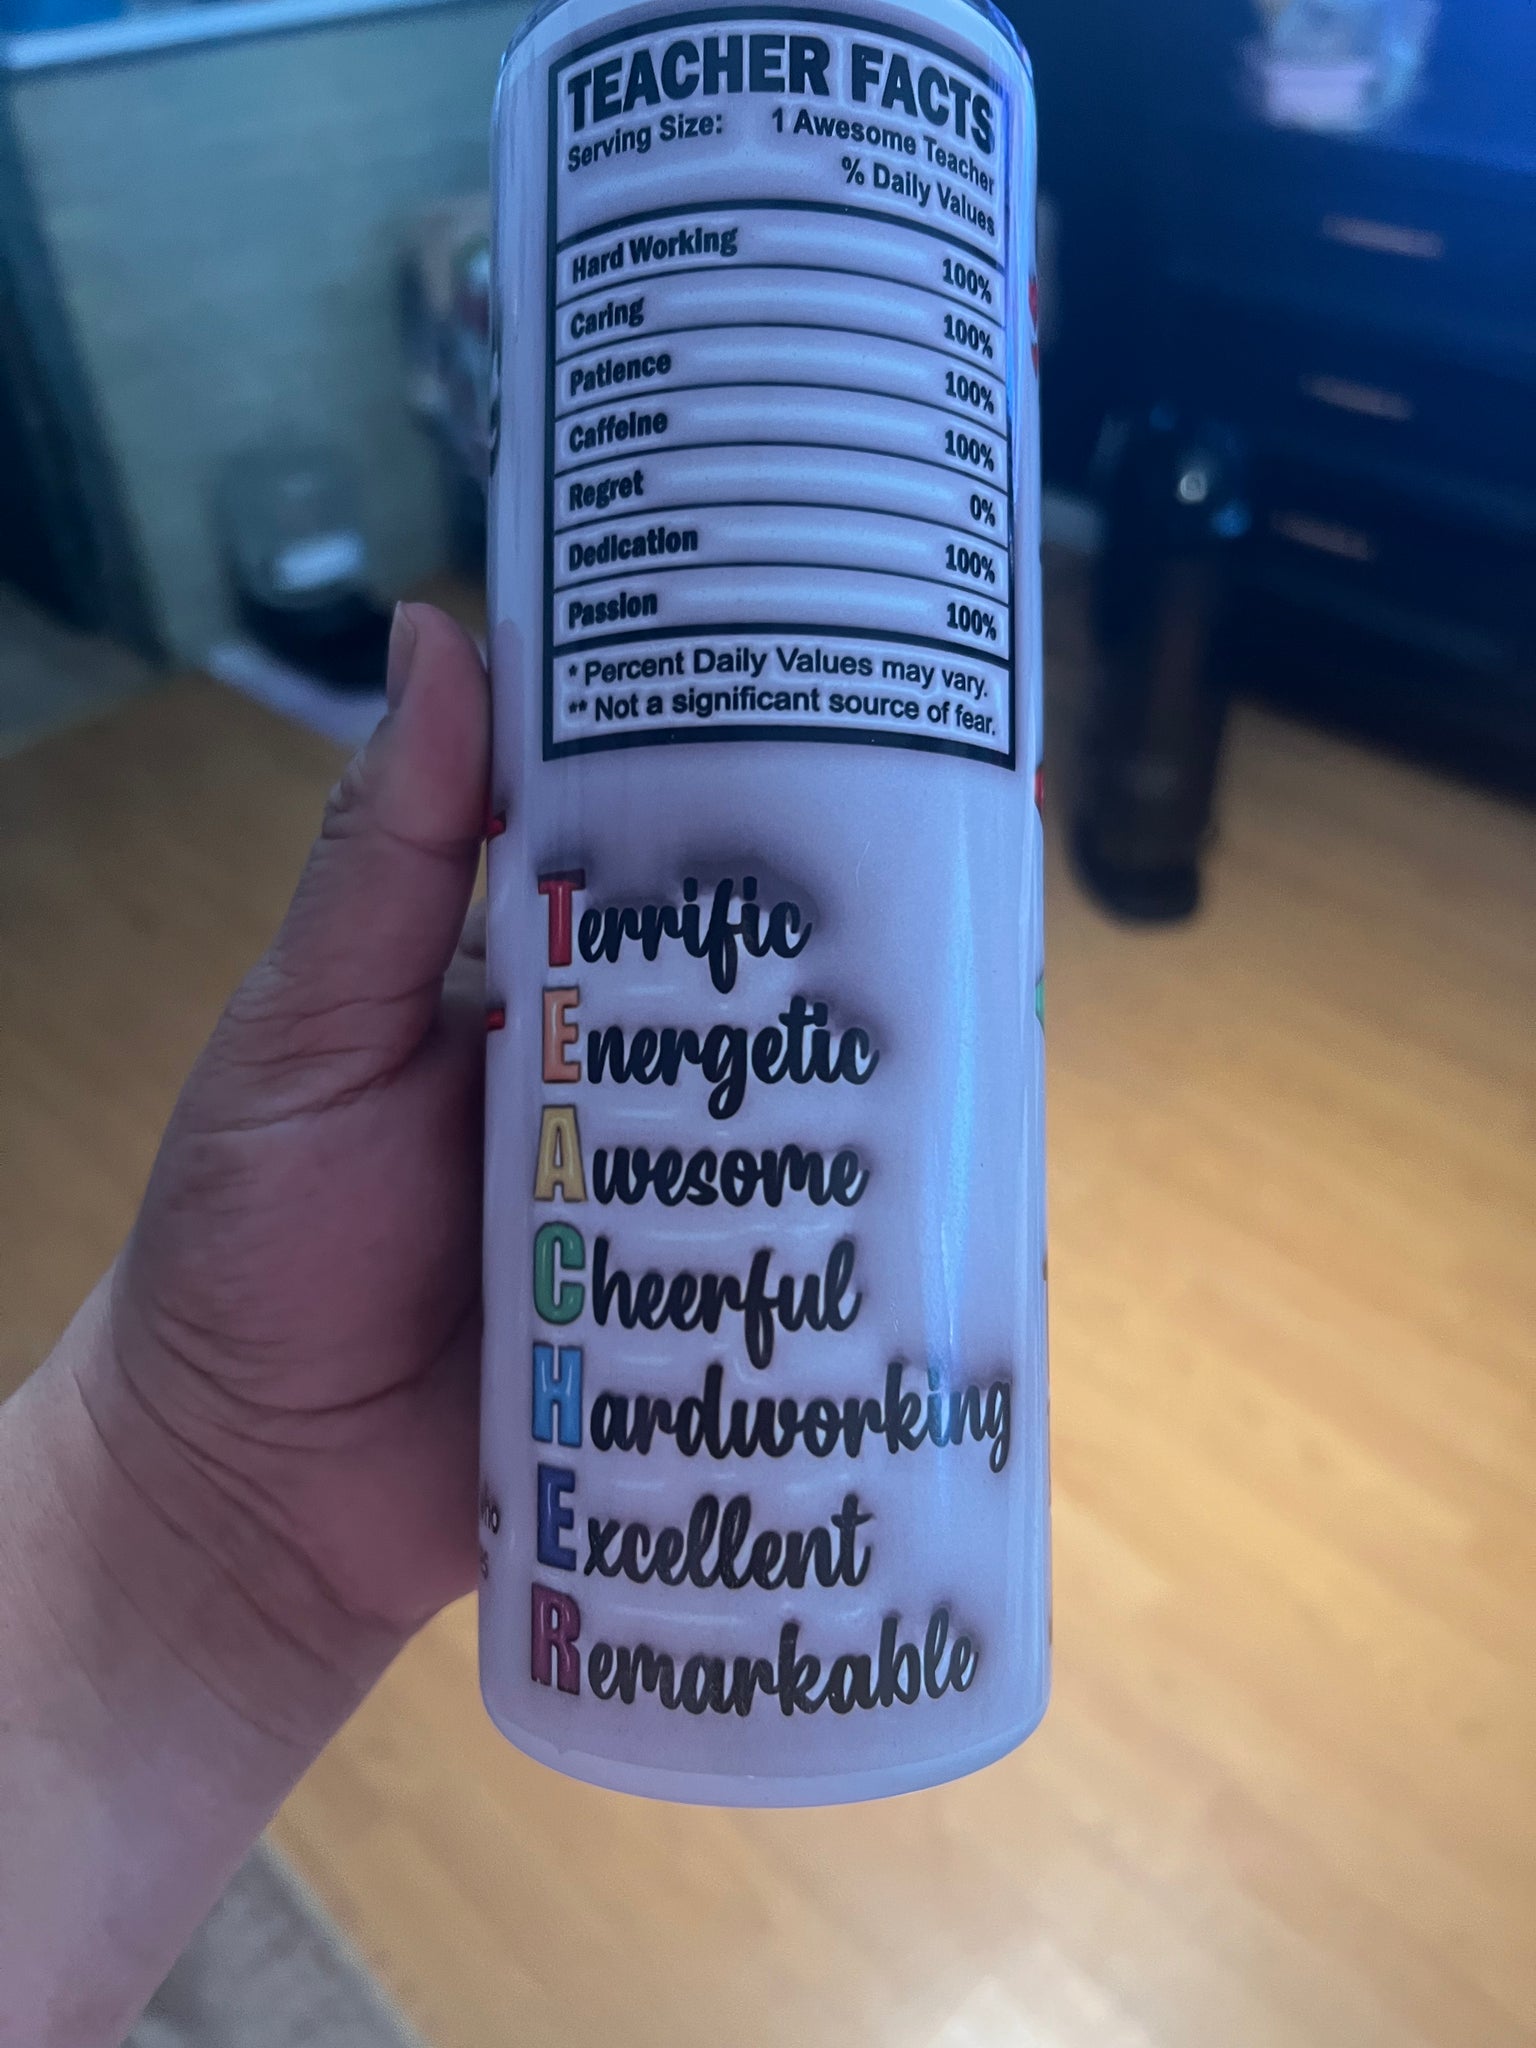 TEACHER FACTS
Serving Size: 1 Awesome Teacher
% Daily Values
Hard Working 100%
Caring 100%
Patience 100%
Caffeine 100%
Regret 0%
Dedication 100%
Passion 100%
* Percent Daily Values may vary.
** Not a significant source of fear.
Terrific
Energetic
Awesome
Cheerful
Hardworking
Excellent
Remarkable